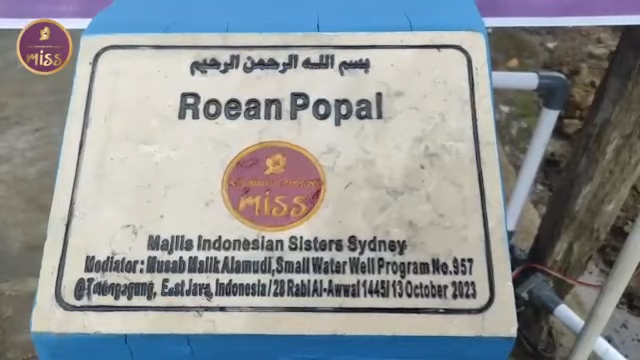 miss
بسم الله الرحمن الرحيم
Roean Popal
miss
Majlis Indonesian Sisters Sydney
Mediator : Musab Malik Alamudi, Small Water Well Program No. 957
East Java, Indonesia / 28 Rabi Al-Awwal 1445 / 13 October 2023